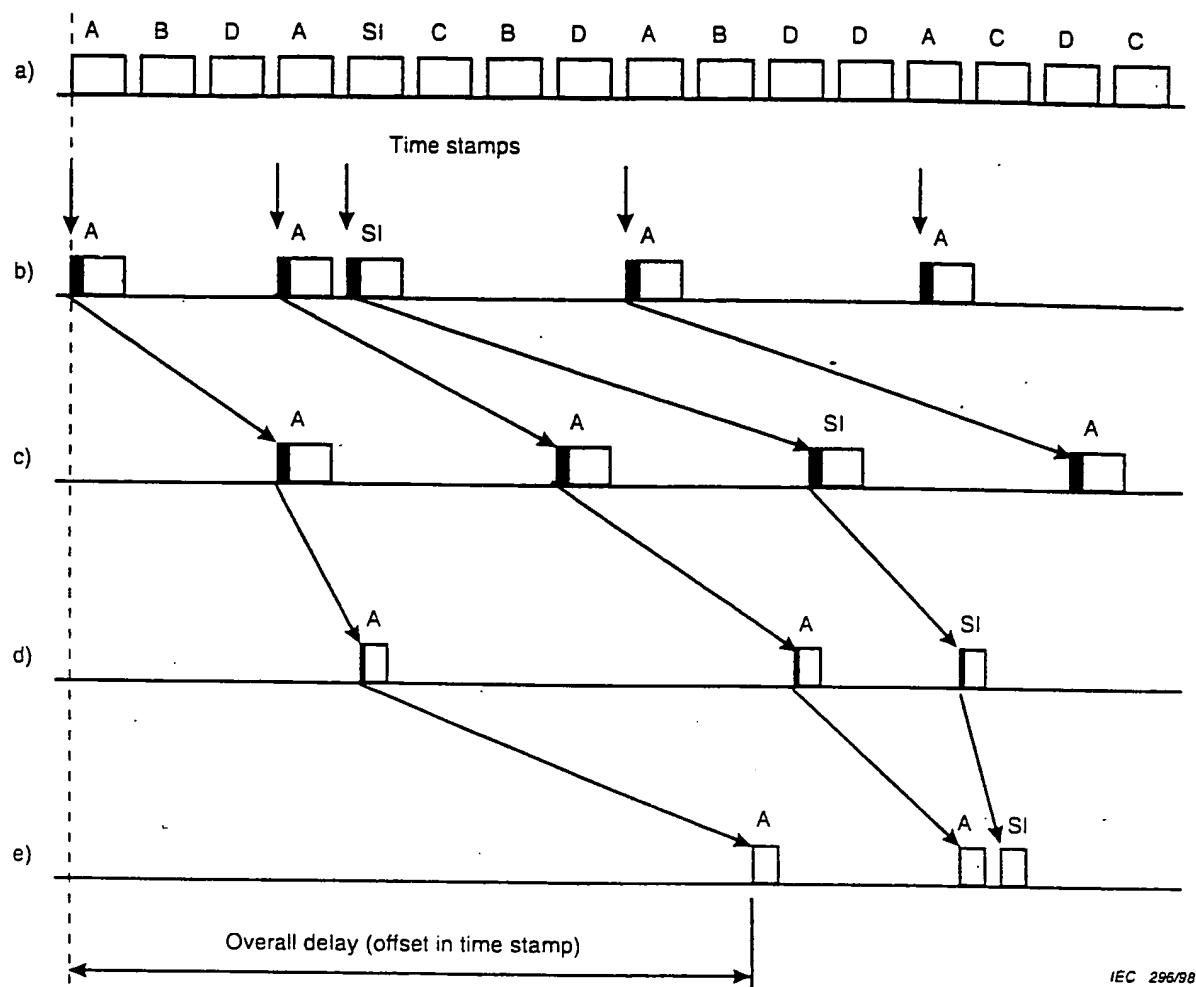 A B D A SI C B D A B D D A C D C
a)
Time stamps
A A SI A A
b)
A A SI A
c)
A A SI
d)
A A SI
e)
Overall delay (offset in time stamp)
IEC 296/98